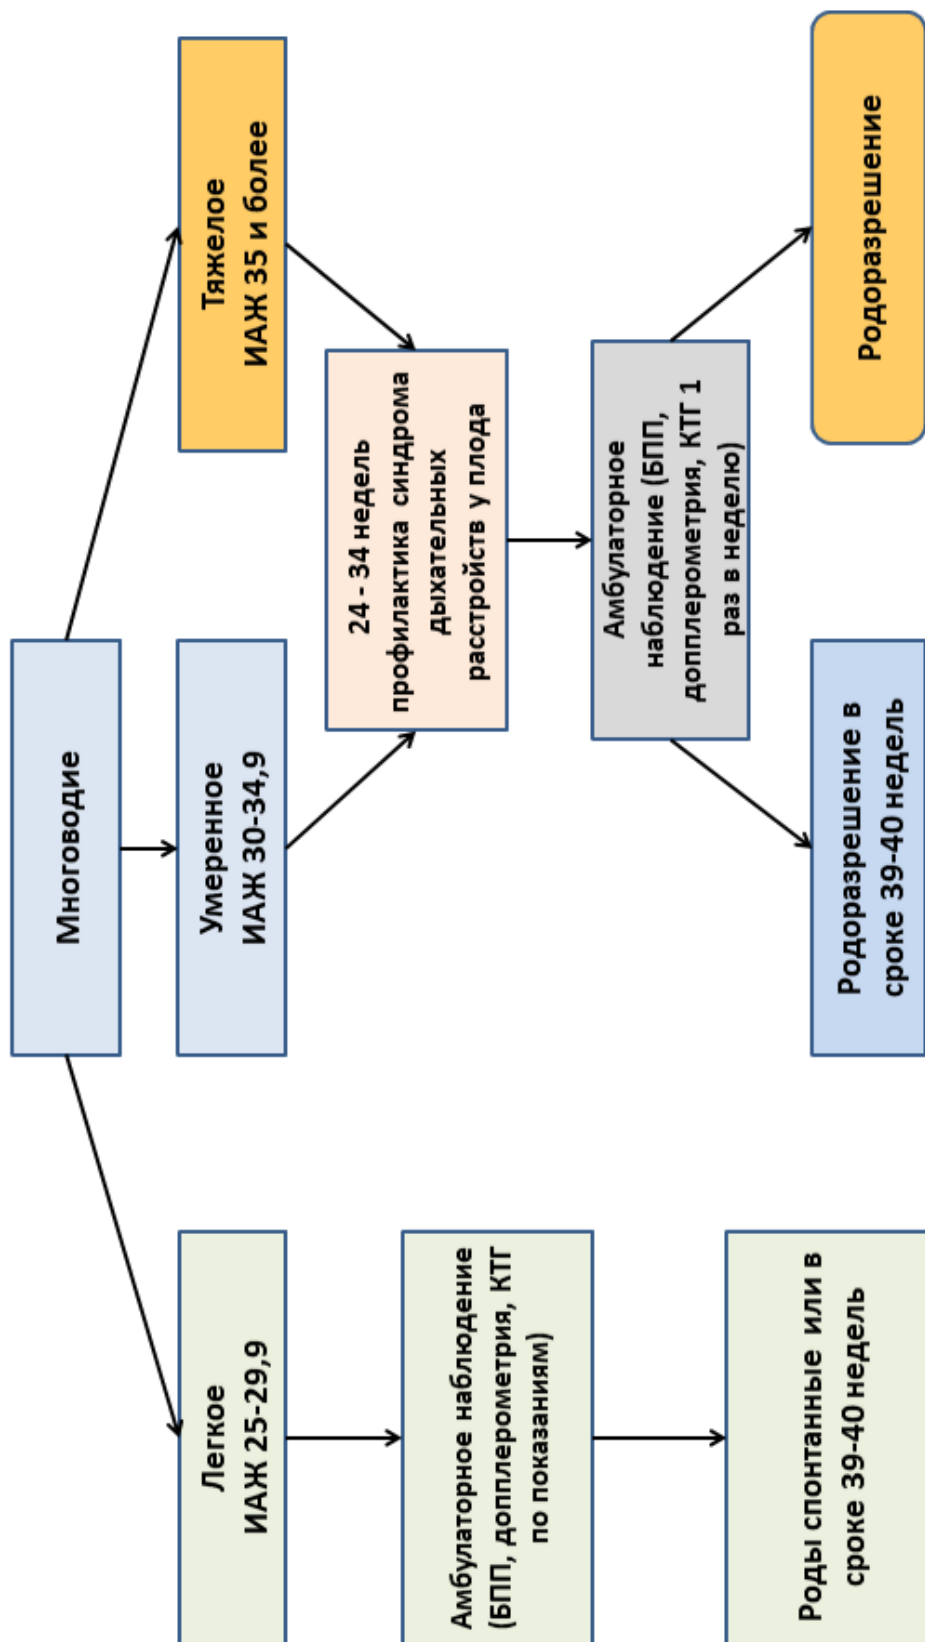 Многоводие
Легкое
ИАЖ 25-29,9
Умеренное
ИАЖ 30-34,9
Тяжелое
ИАЖ 35 и более
24 - 34 недель
профилактика синдрома
дыхательных
расстройств у плода
Амбулаторное наблюдение
(БПП, допплерометрия, КТГ
по показаниям)
Амбулаторное
наблюдение (БПП,
допплерометрия, КТГ 1
раз в неделю)
Роды спонтанные или в
сроке 39-40 недель
Родоразрешение в
сроке 39-40 недель
Родоразрешение